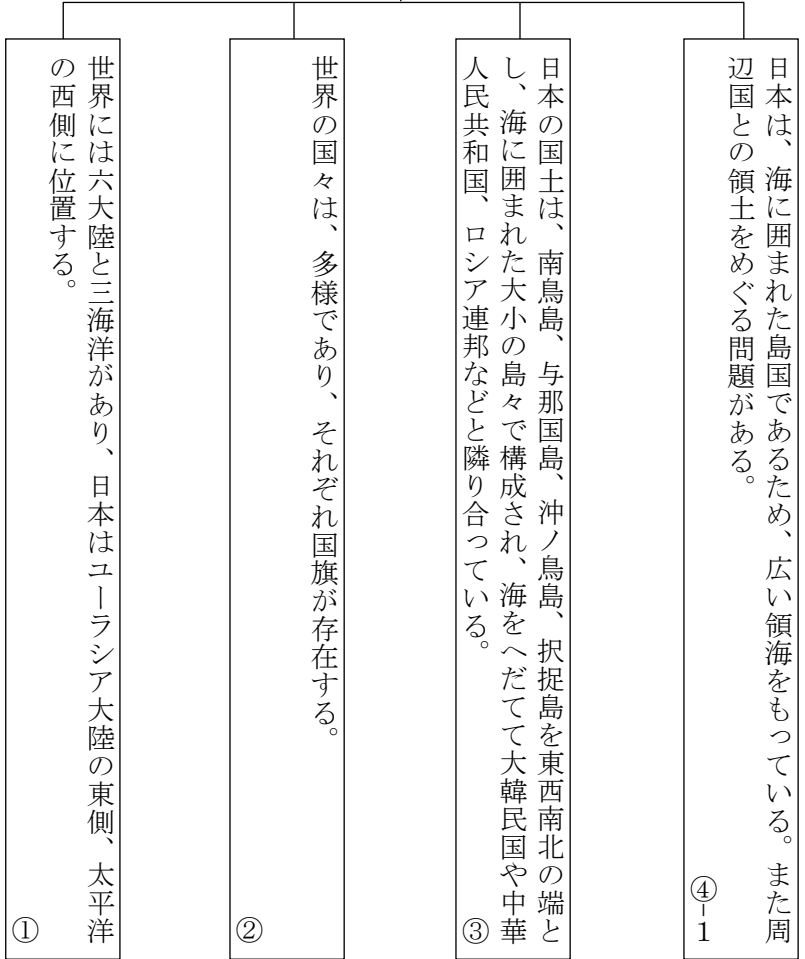 日本は、海に囲まれた島国であるため、広い領海をもっている。また周
辺国との領土をめぐる問題がある。
④-1
日本の国土は、南鳥島、与那国島、沖ノ鳥島、択捉島を東西南北の端と
し、海に囲まれた大小の島々で構成され、海をへだてて大韓民国や中華
人民共和国、ロシア連邦などと隣り合っている。
③
世界の国々は、多様であり、それぞれ国旗が存在する。
②
世界には六大陸と三海洋があり、日本はユーラシア大陸の東側、太平洋
の西側に位置する。
①